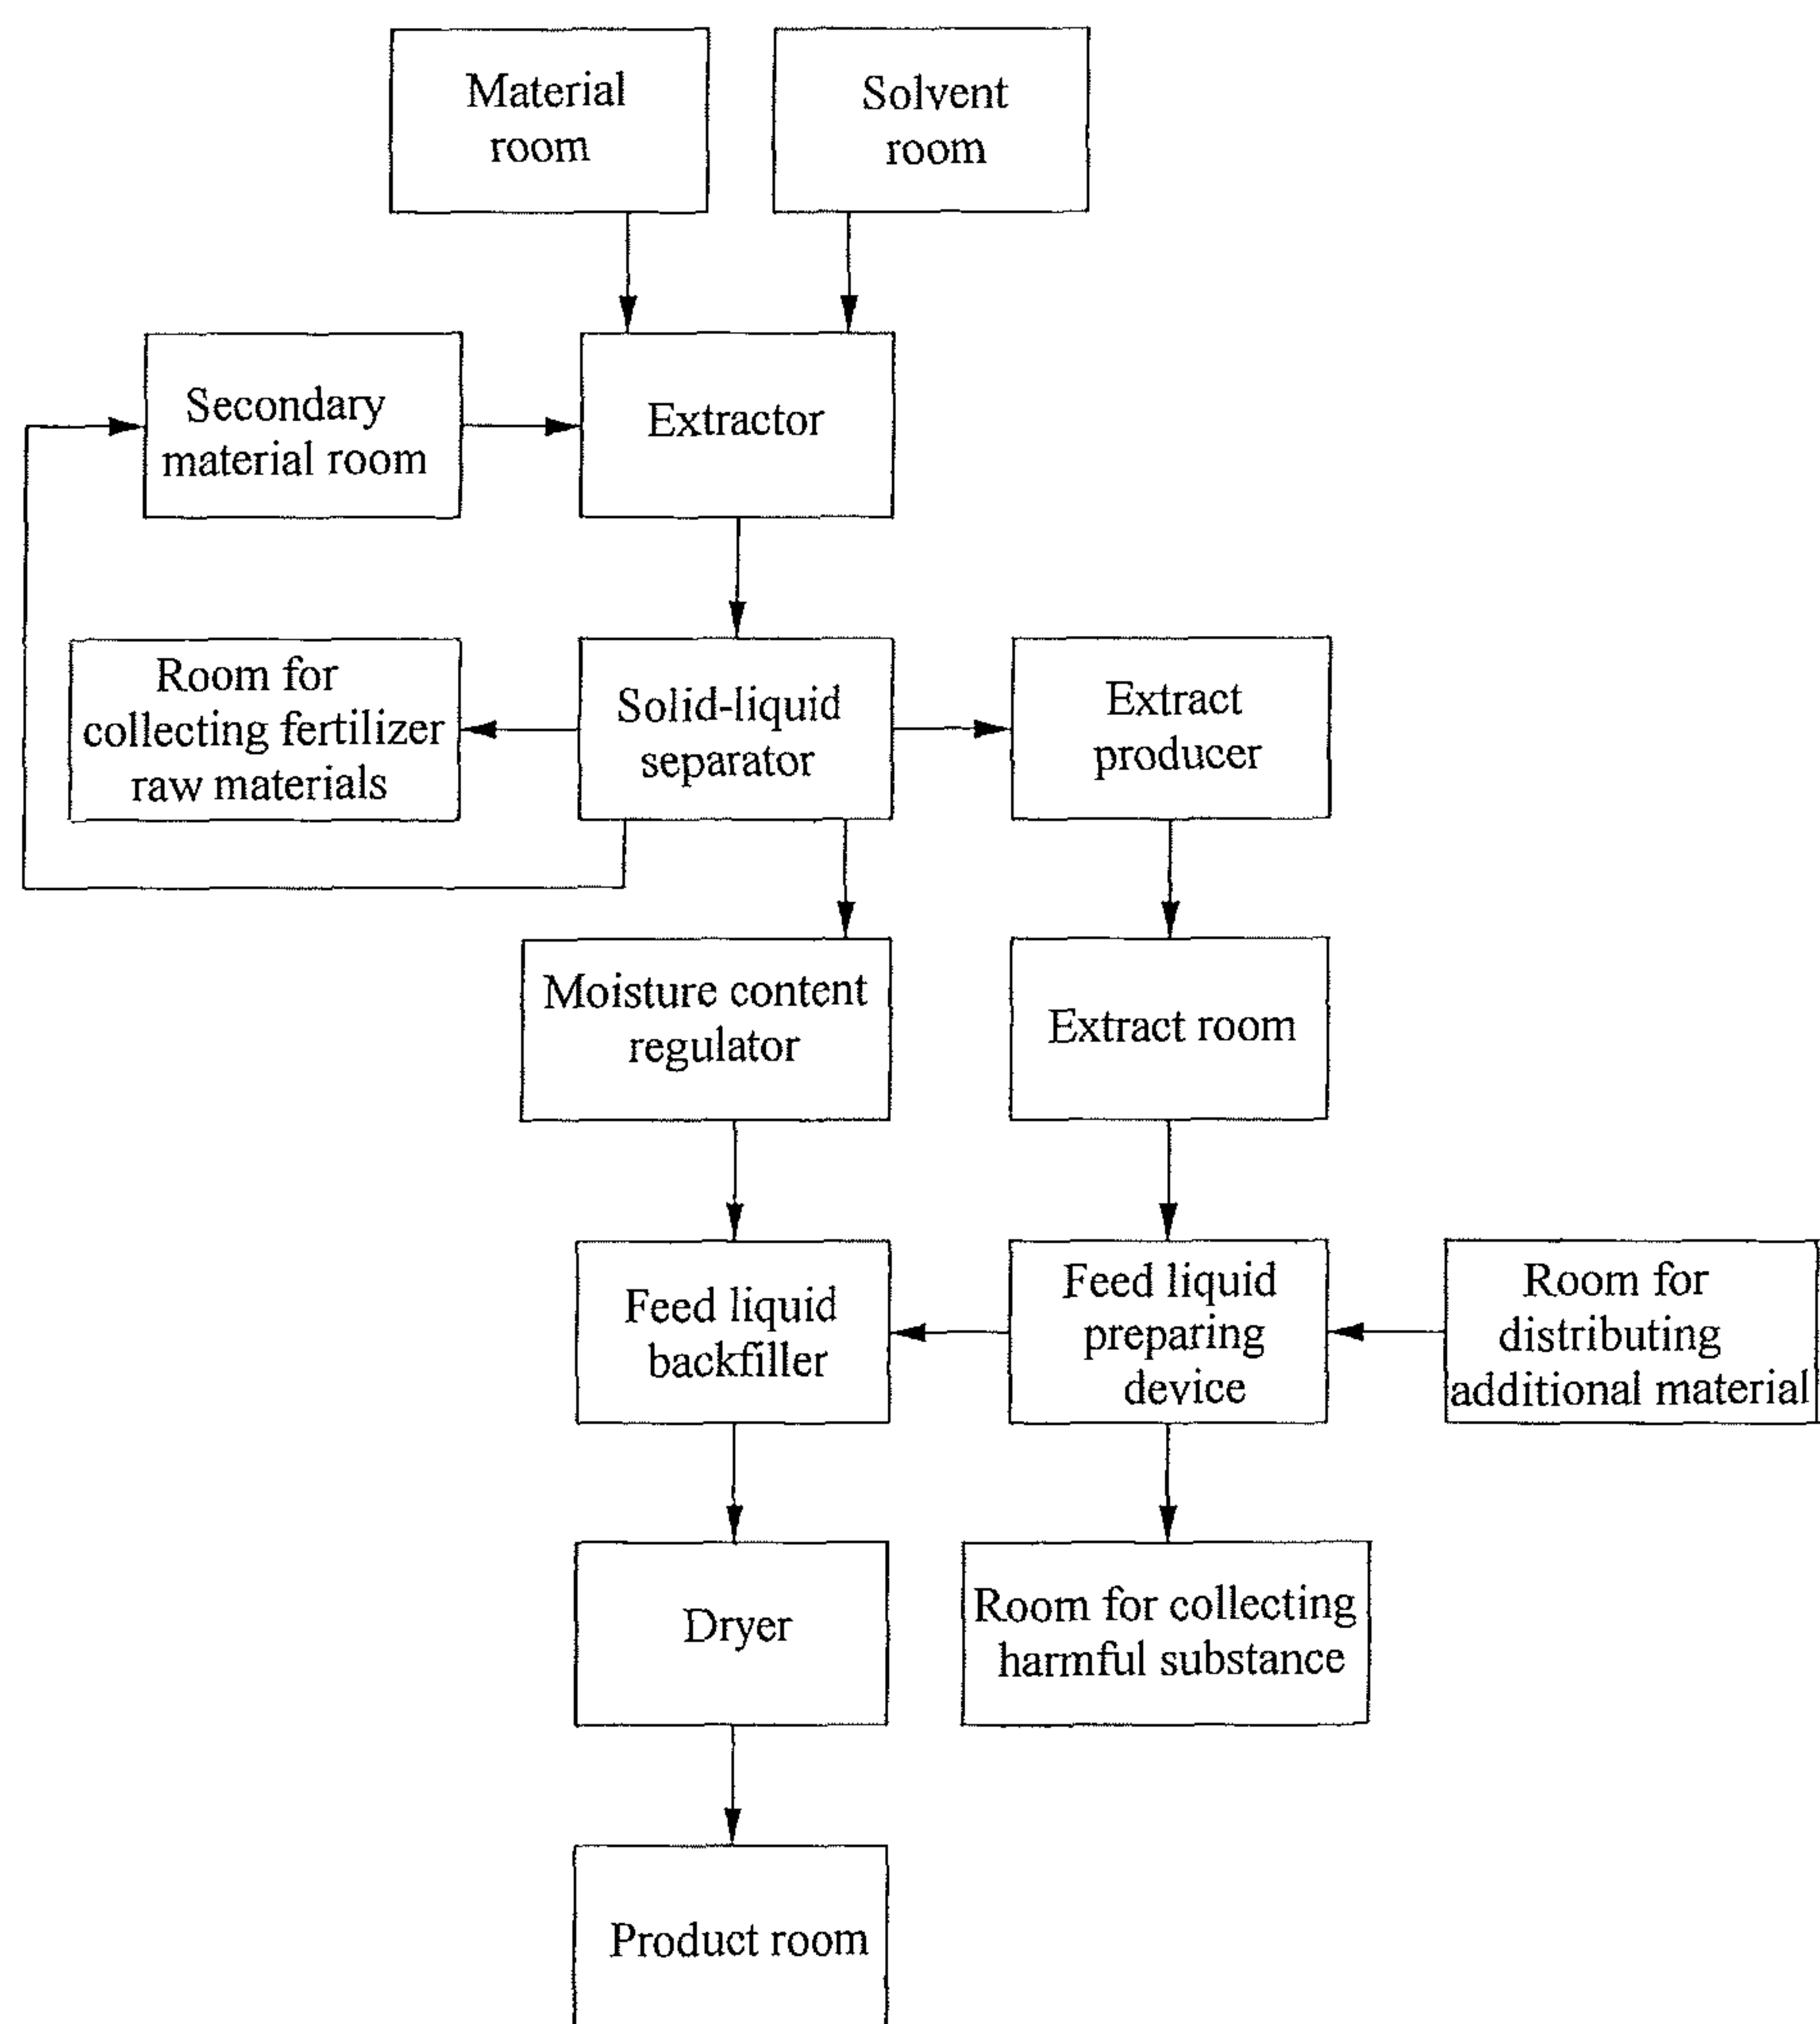 Material
room
Solvent
room
Secondary
material room
Extractor
Room for
collecting fertilizer
raw materials
Solid-liquid
separator
Extract
producer
Moisture content
regulator
Extract room
Feed liquid
backfiller
Feed liquid
preparing
device
Room for
distributing
additional material
Dryer
Room for collecting
harmful substance
Product room